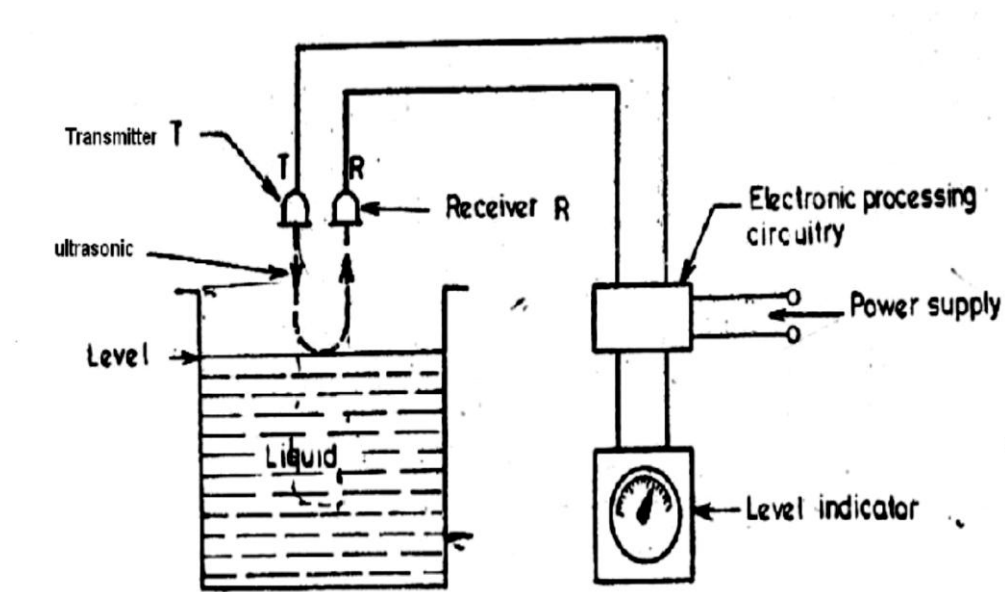 Transmitter T
T R
Receiver R
ultrasonic
Electronic processing
circuitry
Power supply
Level
Liquid
Level indicator